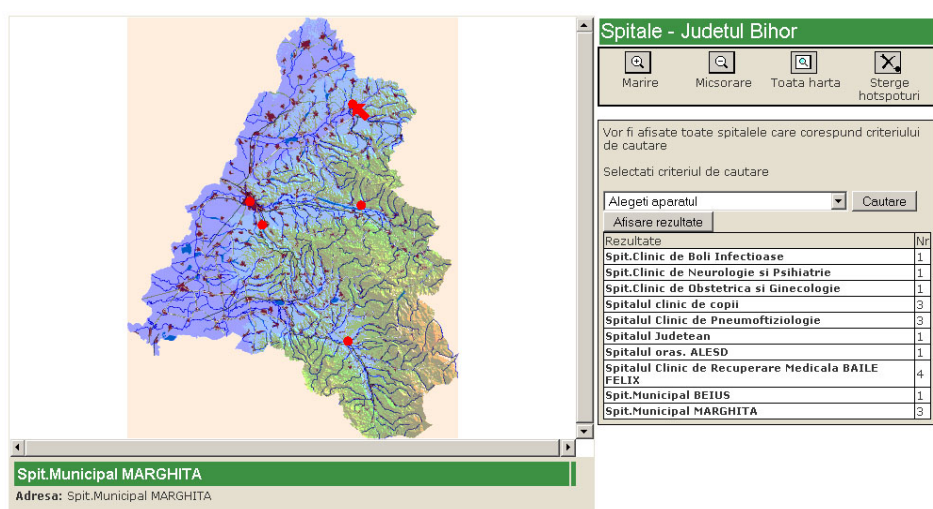 Spitale - Judetul Bihor
Marire Micsorare Toata harta Sterge hotspoturi
Vor fi afisate toate spitalele care corespund criteriului
de cautare
Selectati criteriul de cautare
Alegeti aparatul Cautare
Afisare rezultate
Rezultate Nr
Spit.Clinic de Boli Infectioase 1
Spit.Clinic de Neurologie si Psihiatrie 1
Spit.Clinic de Obstetrica si Ginecologie 1
Spitalul clinic de copii 3
Spitalul Clinic de Pneumoftiziologie 3
Spitalul Judetean 1
Spitalul oras. ALESD 1
Spitalul Clinic de Recuperare Medicala BAILE
FELIX 4
Spit.Municipal BEIUS 1
Spit.Municipal MARGHITA 3
Spit.Municipal MARGHITA
Adresa: Spit.Municipal MARGHITA